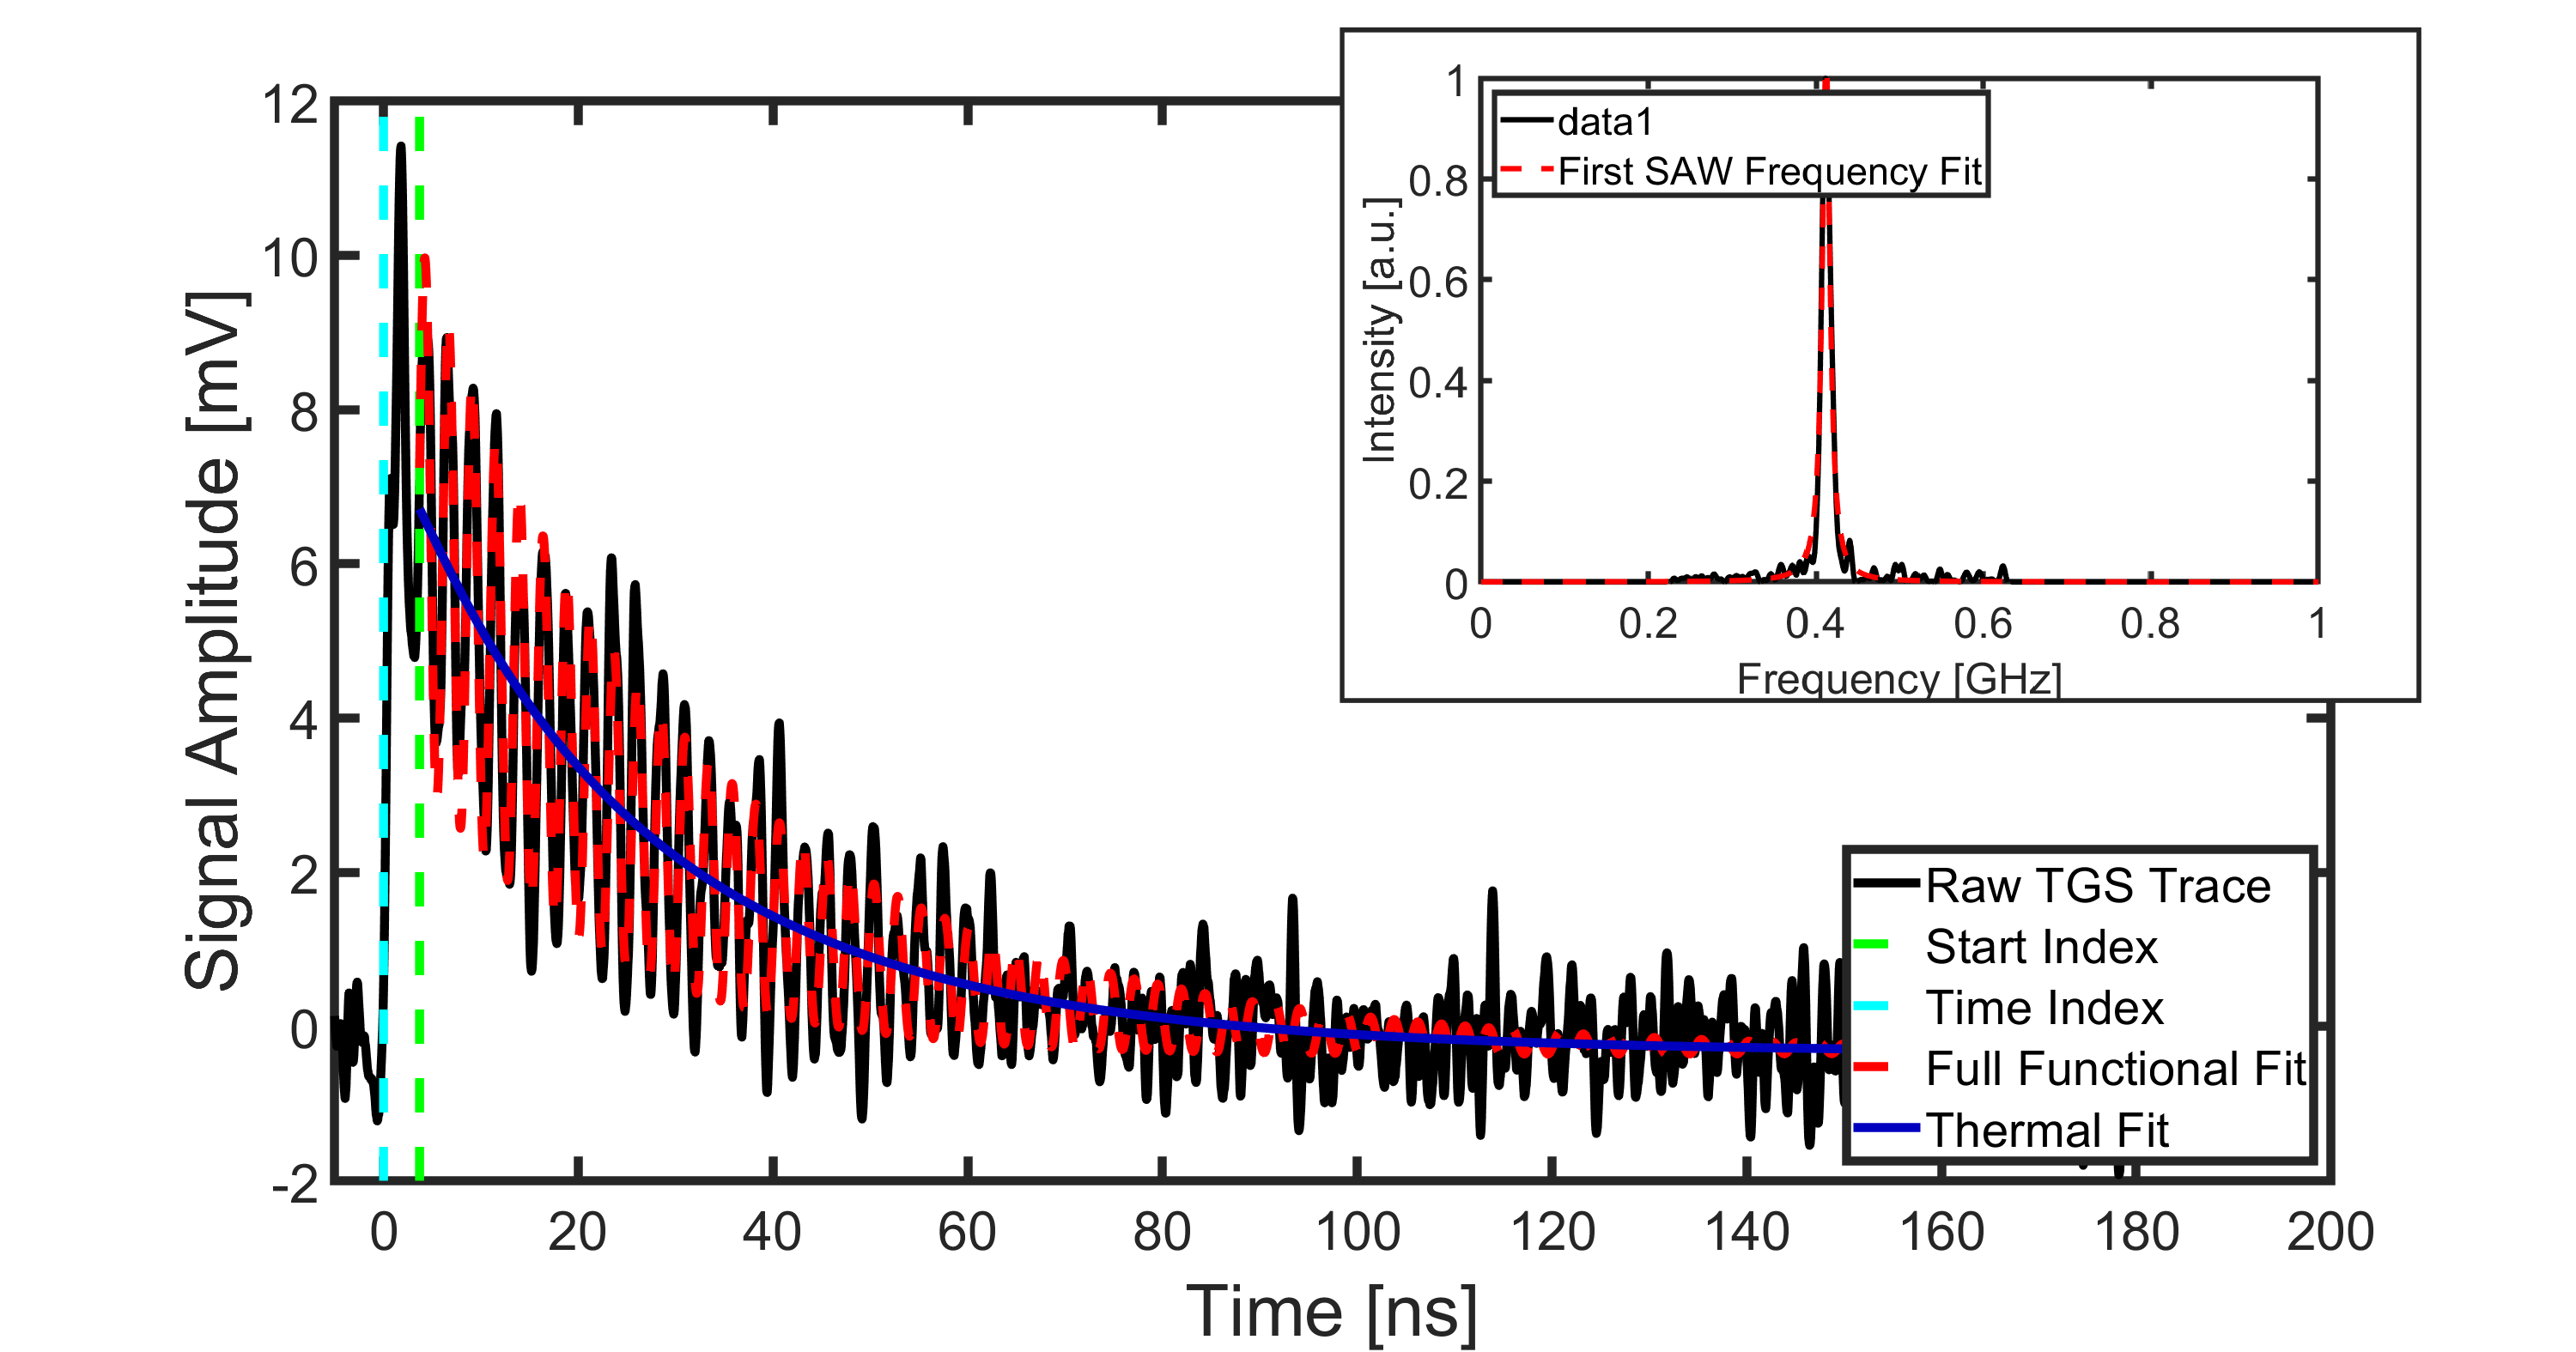 12
10
8
6
4
2
0
-2
Signal Amplitude [mV]
0
20
40
60
80
100
120
140
160
180
200
Time [ns]
Raw TGS Trace
Start Index
Time Index
Full Functional Fit
Thermal Fit
1
0.8
0.6
0.4
0.2
0
Intensity [a.u.]
data1
First SAW Frequency Fit
0
0.2
0.4
0.6
0.8
1
Frequency [GHz]